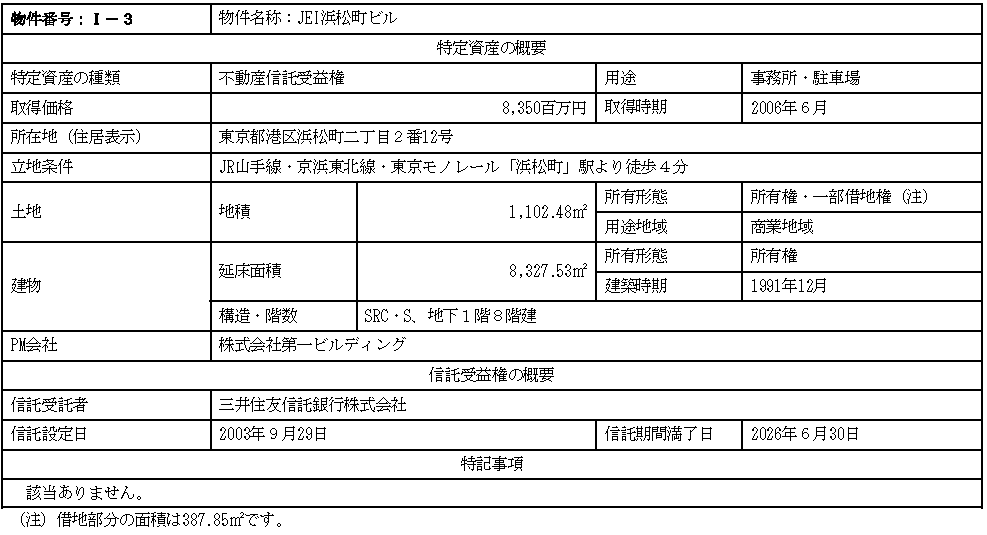 物件番号：Ⅰ－３ 物件名称：JEI浜松町ビル
特定資産の概要
特定資産の種類 不動産信託受益権 用途 事務所・駐車場
取得価格 8,350百万円 取得時期 2006年６月
所在地（住居表示） 東京都港区浜松町二丁目２番12号
立地条件 JR山手線・京浜東北線・東京モノレール「浜松町」駅より徒歩４分
土地 地積 1,102.48㎡ 所有形態 所有権・一部借地権（注）
用途地域 商業地域
建物 延床面積 8,327.53㎡ 所有形態 所有権
建築時期 1991年12月
構造・階数 SRC・S、地下１階８階建
PM会社 株式会社第一ビルディング
信託受益権の概要
信託受託者 三井住友信託銀行株式会社
信託設定日 2003年９月29日 信託期間満了日 2026年６月30日
特記事項
該当ありません。
（注）借地部分の面積は387.85㎡です。